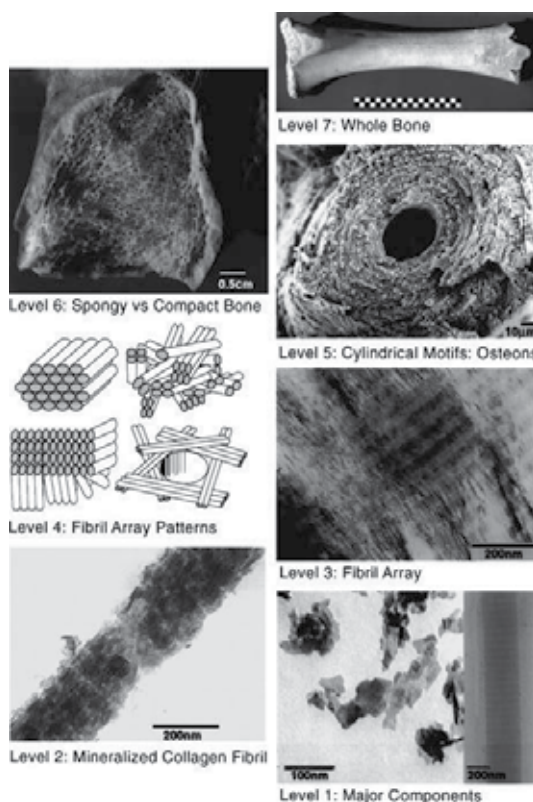 Level 7: Whole Bone
0.5cm
Level 6: Spongy vs Compact Bone
10µm
Level 5: Cylindrical Motifs: Osteons
Level 4: Fibril Array Patterns
200nm
Level 3: Fibril Array
200nm
Level 2: Mineralized Collagen Fibril
100nm
200nm
Level 1: Major Components